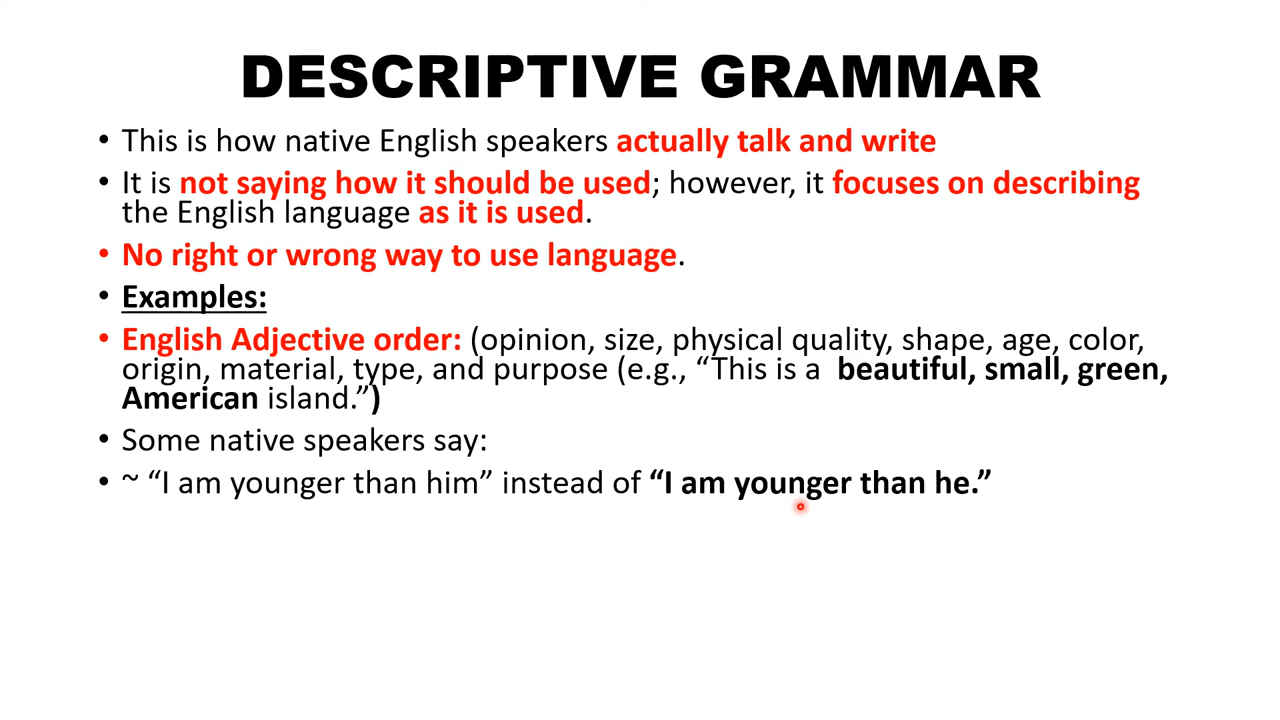 DESCRIPTIVE GRAMMAR
• This is how native English speakers actually talk and write
• It is not saying how it should be used; however, it focuses on describing
the English language as it is used.
• No right or wrong way to use language.
• Examples:
• English Adjective order: (opinion, size, physical quality, shape, age, color,
origin, material, type, and purpose (e.g., “This is a beautiful, small, green,
American island.”)
• Some native speakers say:
• ~ “I am younger than him” instead of “I am younger than he.”